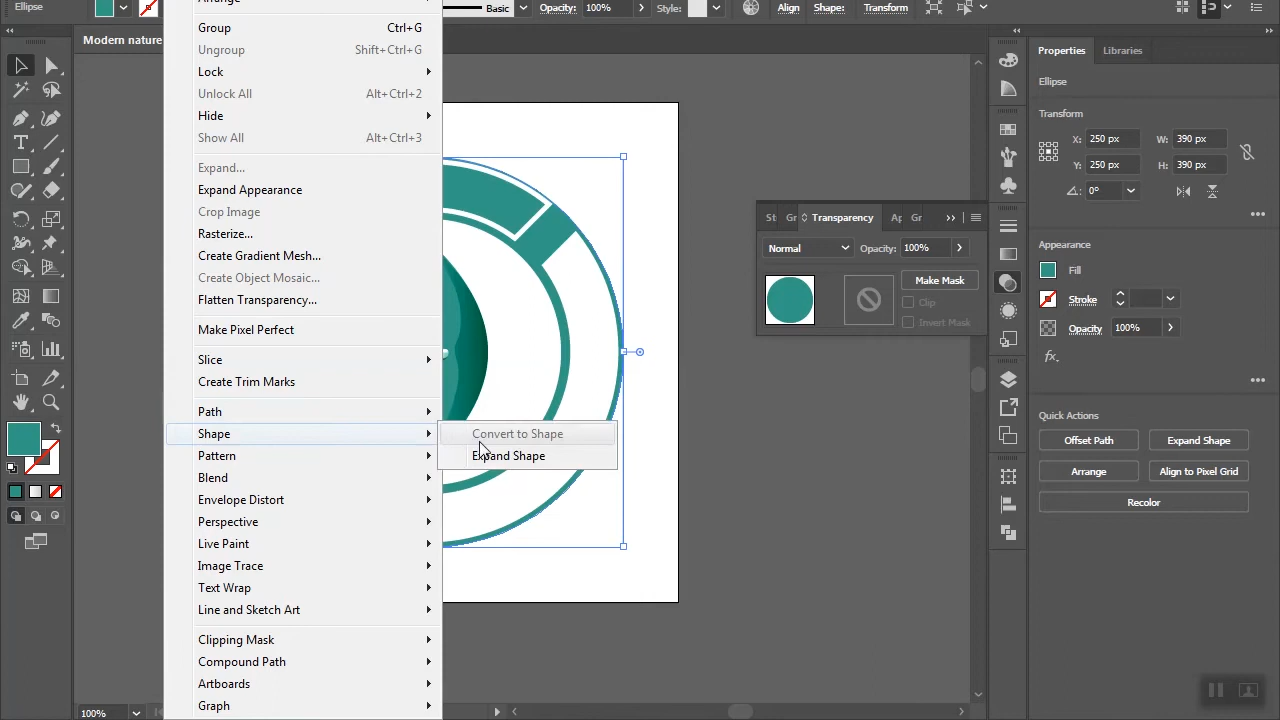 Ellipse
Basic
Opacity:
100%
Style:
Align
Shape:
Transform
Modern nature
Group Ctrl+G
Ungroup Shift+Ctrl+G
Lock
Unlock All Alt+Ctrl+2
Hide
Show All Alt+Ctrl+3
Expand...
Expand Appearance
Crop Image
Rasterize...
Create Gradient Mesh...
Create Object Mosaic...
Flatten Transparency...
Make Pixel Perfect
Slice
Create Trim Marks
Path
Shape
Pattern
Blend
Envelope Distort
Perspective
Live Paint
Image Trace
Text Wrap
Line and Sketch Art
Clipping Mask
Compound Path
Artboards
Graph
Convert to Shape
Expand Shape
100%
St
Gr
Transparency
Ap
Gr
Normal
Opacity: 100%
Make Mask
Clip
Invert Mask
Properties
Libraries
Ellipse
Transform
X: 250 px W: 390 px
Y: 250 px H: 390 px
0°
Appearance
Fill
Stroke
Opacity 100%
fx.
Quick Actions
Offset Path
Expand Shape
Arrange
Align to Pixel Grid
Recolor